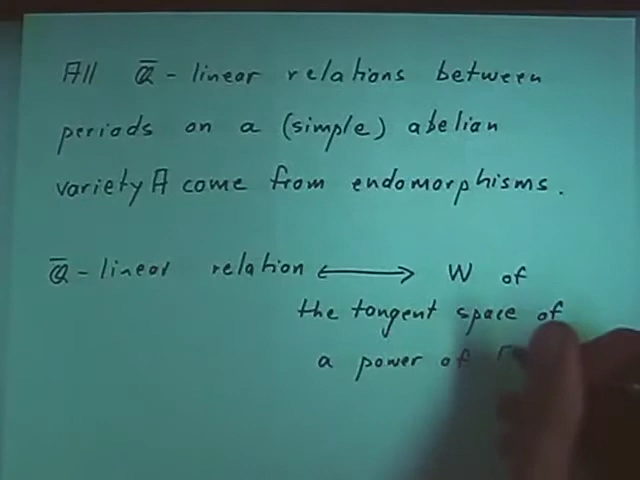 All Q̅ - linear relations between
periods on a (simple) abelian
variety A come from endomorphisms.
Q̅ - linear relation ⟷ W of
the tangent space of
a power of